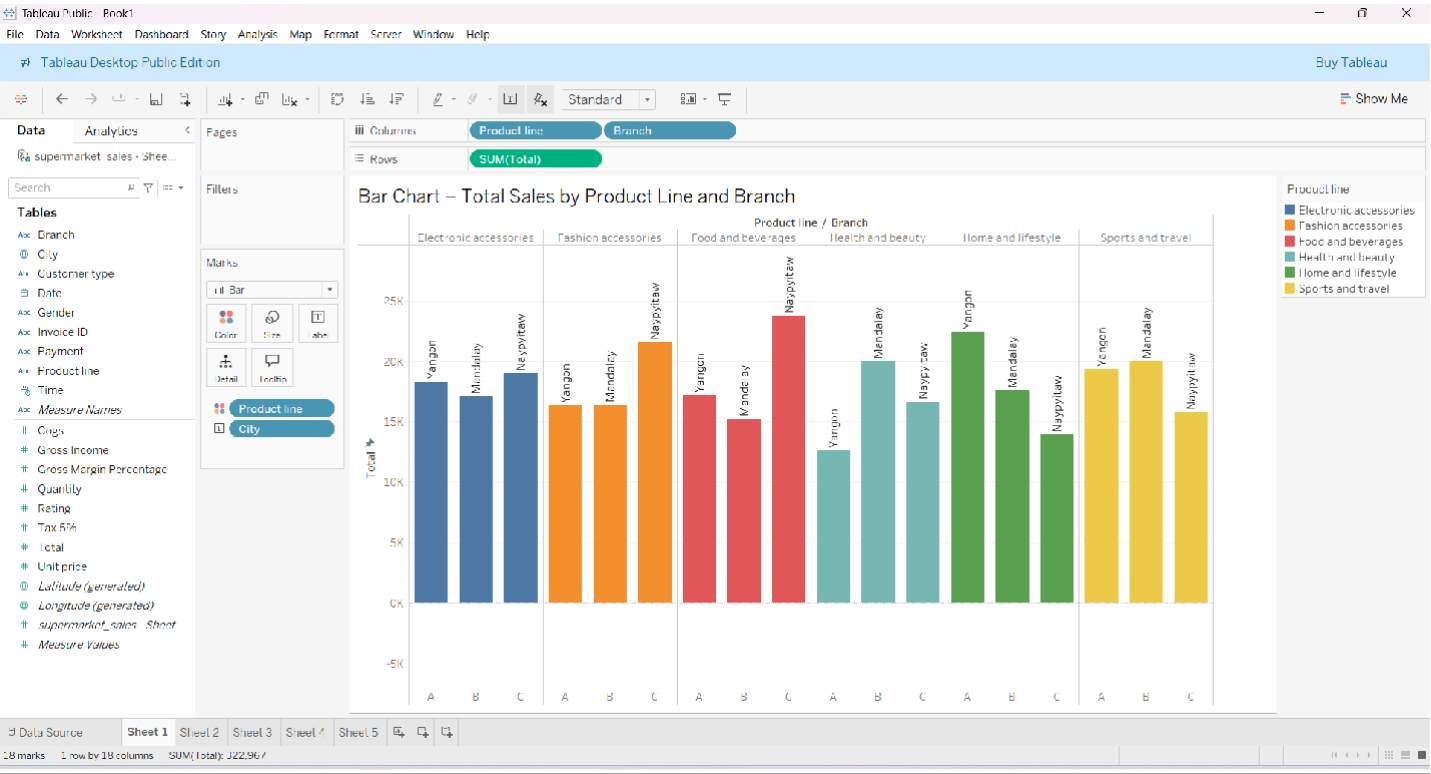 Tableau Public - Book1
File Data Worksheet Dashboard Story Analysis Map Format Server Window Help
Tableau Desktop Public Edition
Buy Tableau
Standard
Show Me
Data Analytics
supermarket_sales - Shee...
Search
Tables
Abc Branch
City
Abc Customer type
Date
Abc Gender
Abc Invoice ID
Abc Payment
Abc Product line
Time
Abc Measure Names
Cogs
# Gross Income
# Gross Margin Percentage
# Quantity
# Rating
# Tax 5%
# Total
# Unit price
Latitude (generated)
Longitude (generated)
# supermarket_sales - Sheet
# Measure Values
Pages
Filters
Marks
Bar
Color Size Label
Detail Tooltip
Product line
City
Columns Product line Branch
Rows SUM(Total)
Bar Chart – Total Sales by Product Line and Branch
Product line / Branch
Electronic accessories Fashion accessories Food and beverages Health and beauty Home and lifestyle Sports and travel
Total
25K
20K
15K
10K
5K
0K
-5K
Yangon Mandalay Naypyitaw Yangon Mandalay Naypyitaw Yangon Mandalay Naypyitaw Yangon Mandalay Naypyitaw Yangon Mandalay Naypyitaw Yangon Mandalay Naypyitaw
A B C A B C A B C A B C A B C A B C
Product line
Electronic accessories
Fashion accessories
Food and beverages
Health and beauty
Home and lifestyle
Sports and travel
Data Source Sheet 1 Sheet 2 Sheet 3 Sheet 4 Sheet 5
18 marks 1 row by 18 columns SUM(Total): 322,967